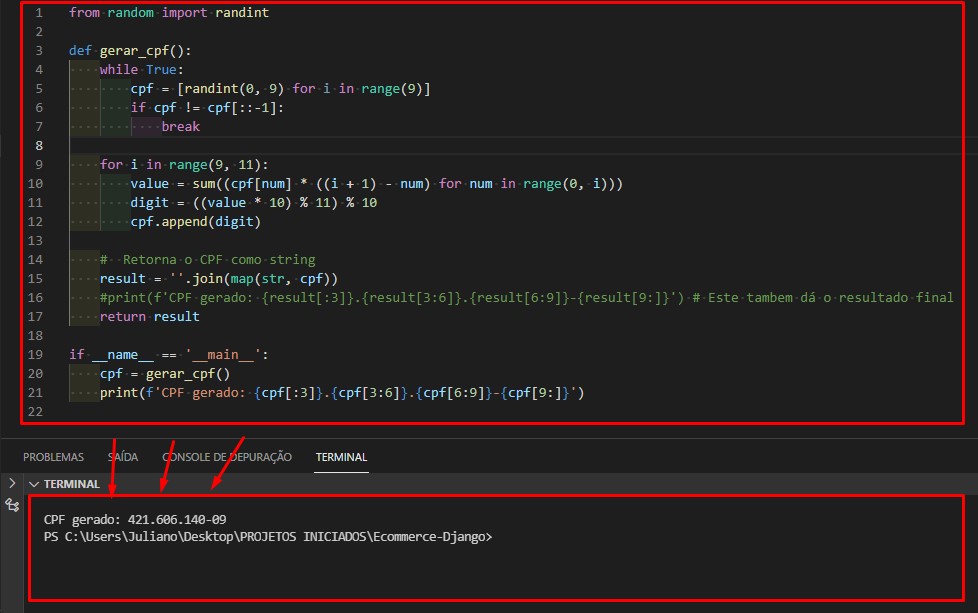 1 from random import randint
2
3 def gerar_cpf():
4     while True:
5         cpf = [randint(0, 9) for i in range(9)]
6         if cpf != cpf[::-1]:
7             break
8
9     for i in range(9, 11):
10         value = sum((cpf[num] * ((i + 1) - num) for num in range(0, i)))
11         digit = ((value * 10) % 11) % 10
12         cpf.append(digit)
13
14     #  Retorna o CPF como string
15     result = ''.join(map(str, cpf))
16     #print(f'CPF gerado: {result[:3]}.{result[3:6]}.{result[6:9]}-{result[9:]}') # Este tambem dá o resultado final
17     return result
18
19 if __name__ == '__main__':
20     cpf = gerar_cpf()
21     print(f'CPF gerado: {cpf[:3]}.{cpf[3:6]}.{cpf[6:9]}-{cpf[9:]}')
22
PROBLEMAS SAÍDA CONSOLE DE DEPURAÇÃO TERMINAL
TERMINAL
CPF gerado: 421.606.140-09
PS C:\Users\Juliano\Desktop\PROJETOS INICIADOS\Ecommerce-Django>